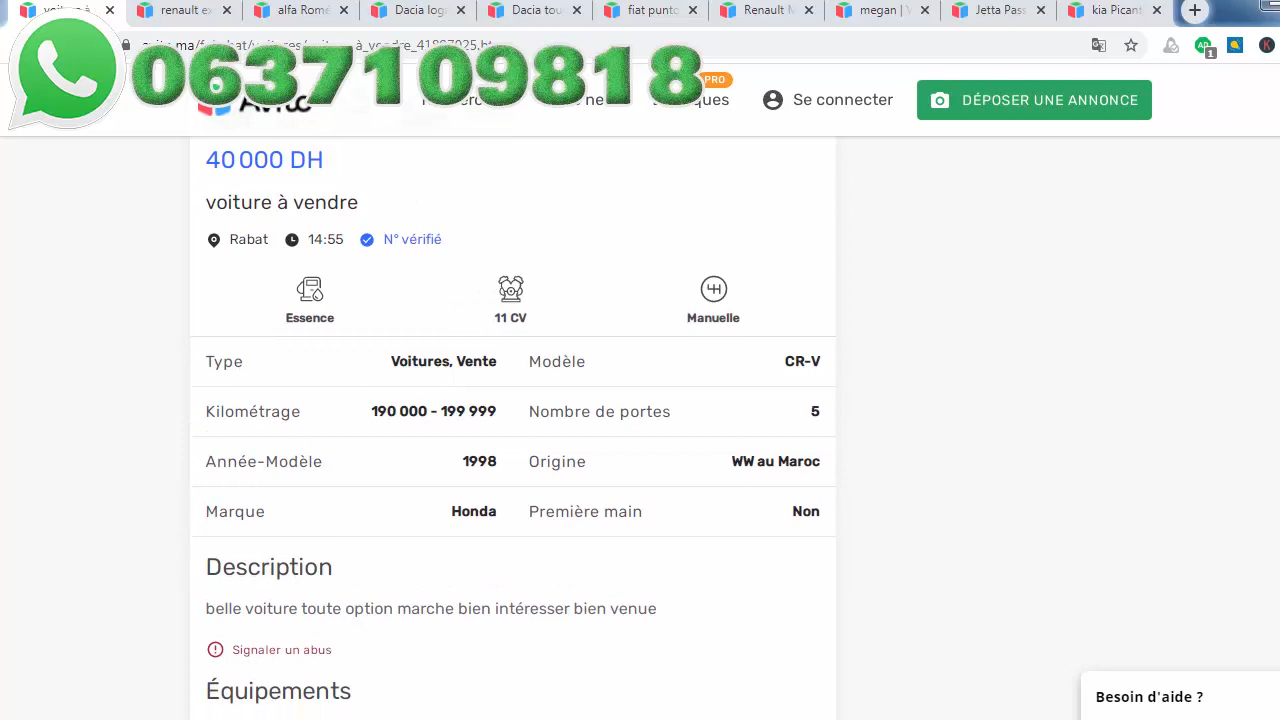 renault ex
alfa Romé
Dacia log
Dacia tou
fiat punto
Renault M
megan | V
Jetta Pass
kia Picant
0637109818
PRO
Se connecter
DÉPOSER UNE ANNONCE
40 000 DH
voiture à vendre
Rabat 14:55 N° vérifié
Essence 11 CV Manuelle
Type Voitures, Vente Modèle CR-V
Kilométrage 190 000 - 199 999 Nombre de portes 5
Année-Modèle 1998 Origine WW au Maroc
Marque Honda Première main Non
Description
belle voiture toute option marche bien intéresser bien venue
Signaler un abus
Équipements
Besoin d'aide ?